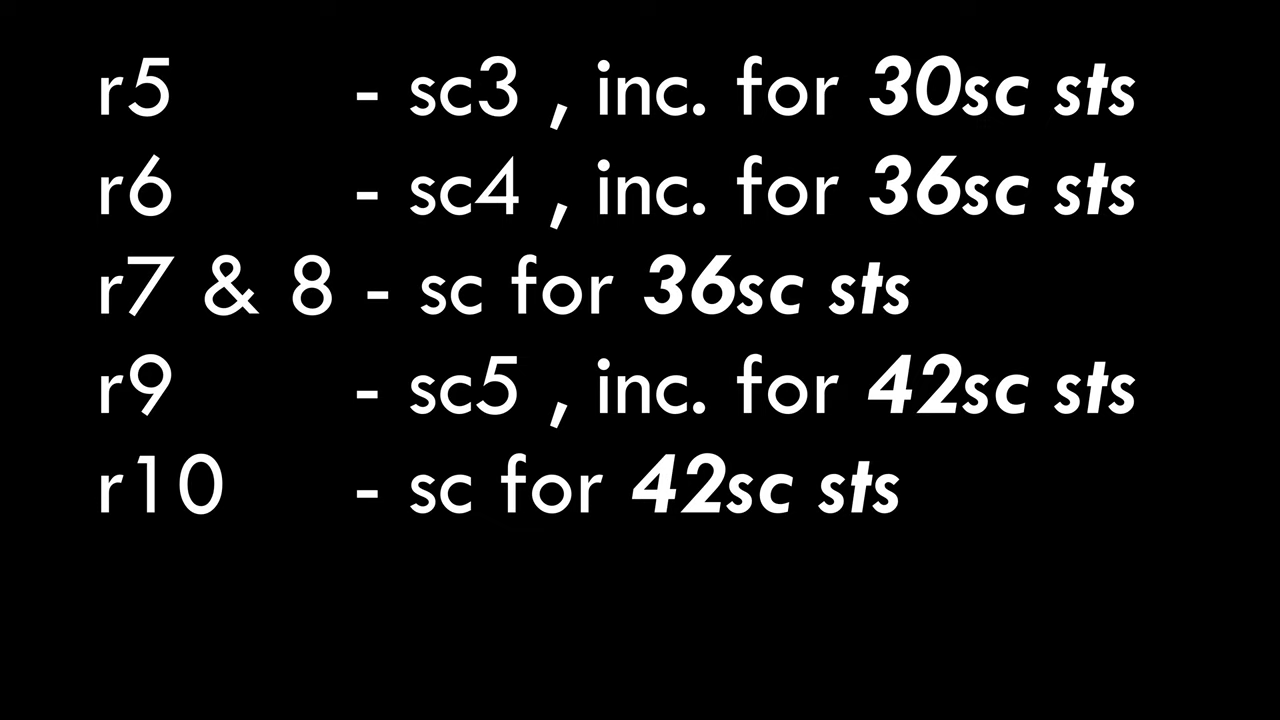 r5 - sc3 , inc. for 30sc sts
r6 - sc4 , inc. for 36sc sts
r7 & 8 - sc for 36sc sts
r9 - sc5 , inc. for 42sc sts
r10 - sc for 42sc sts